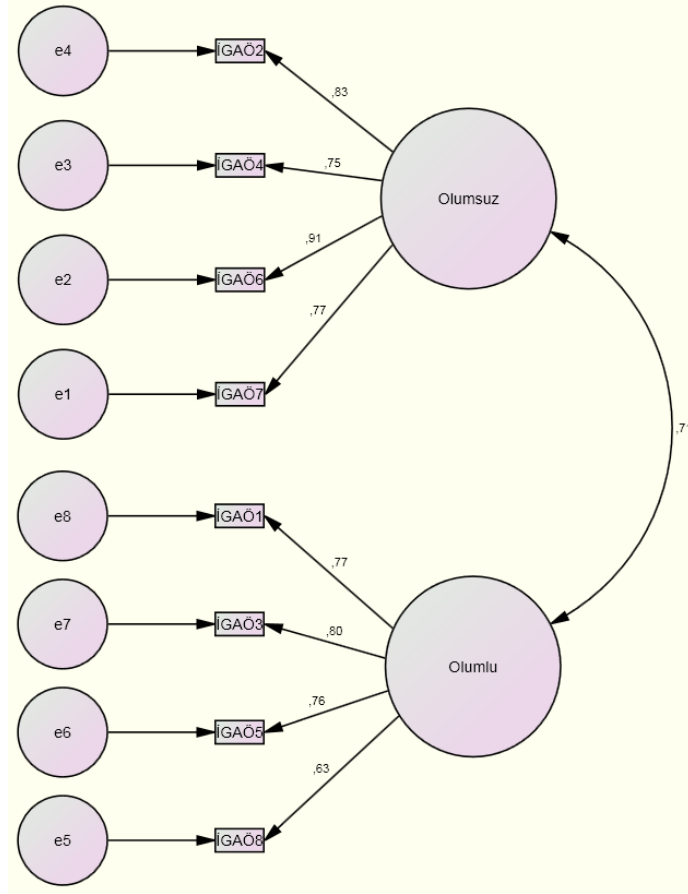 e4
İGAÖ2
,83
e3
İGAÖ4
,75
Olumsuz
e2
İGAÖ6
,91
e1
İGAÖ7
,77
,71
e8
İGAÖ1
,77
e7
İGAÖ3
,80
Olumlu
e6
İGAÖ5
,76
e5
İGAÖ8
,63